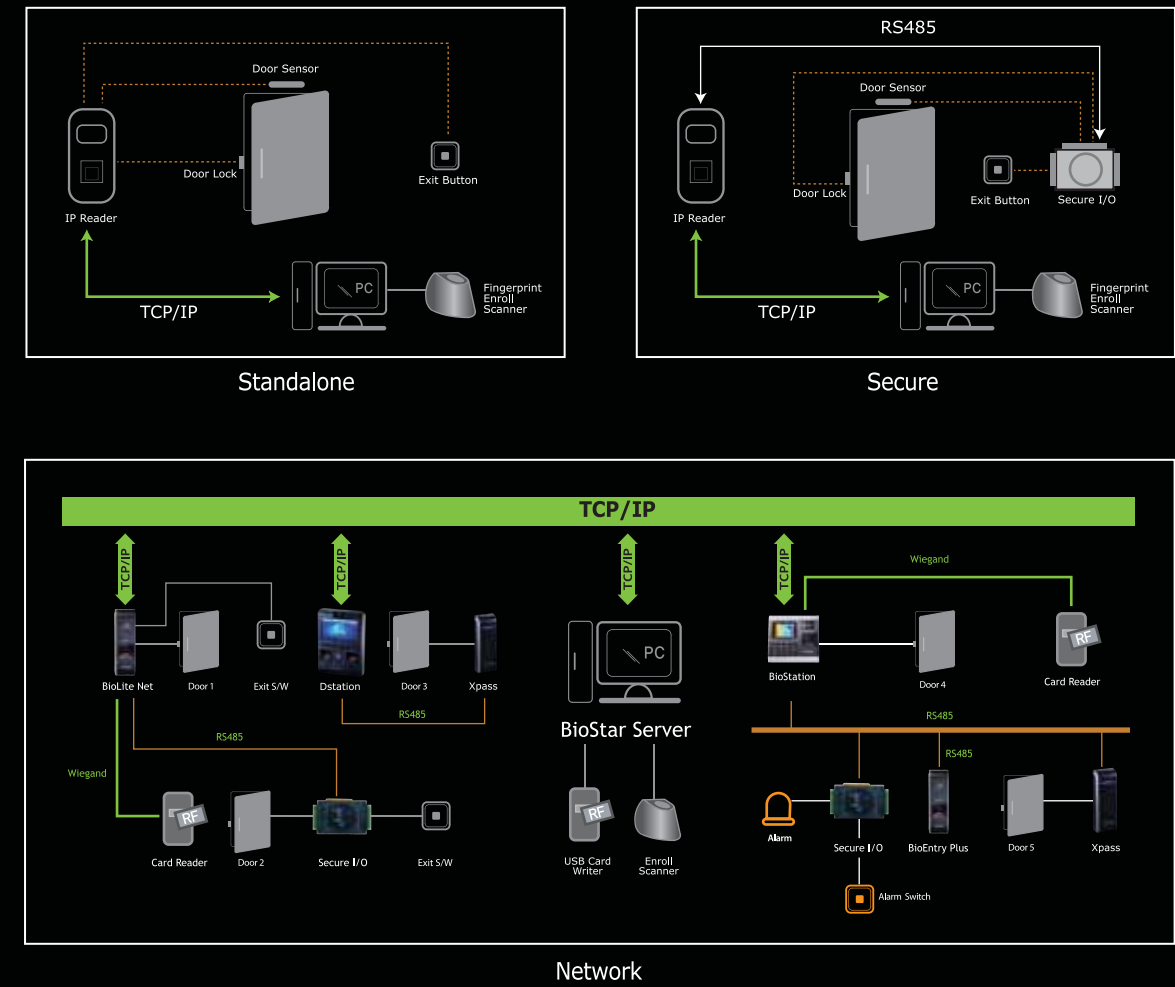 Door Sensor
Door Lock
Exit Button
IP Reader
TCP/IP
PC
Fingerprint
Enroll
Scanner
Standalone
RS485
Door Sensor
Door Lock
Exit Button
Secure I/O
IP Reader
TCP/IP
PC
Fingerprint
Enroll
Scanner
Secure
TCP/IP
TCP/IP
TCP/IP
TCP/IP
TCP/IP
BioLite Net
Door 1
Exit S/W
Dstation
Door 3
Xpass
RS485
RS485
Wiegand
RF
Card Reader
Door 2
Secure I/O
Exit S/W
PC
BioStar Server
RF
USB Card
Writer
Enroll
Scanner
Wiegand
BioStation
Door 4
RF
Card Reader
RS485
RS485
Alarm
Secure I/O
BioEntry Plus
Door 5
Xpass
Alarm Switch
Network